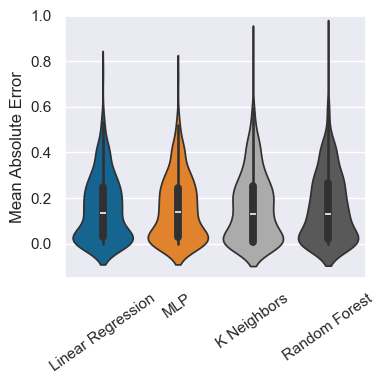 1.0
0.8
0.6
0.4
0.2
0.0
Mean Absolute Error
Linear Regression
MLP
K Neighbors
Random Forest